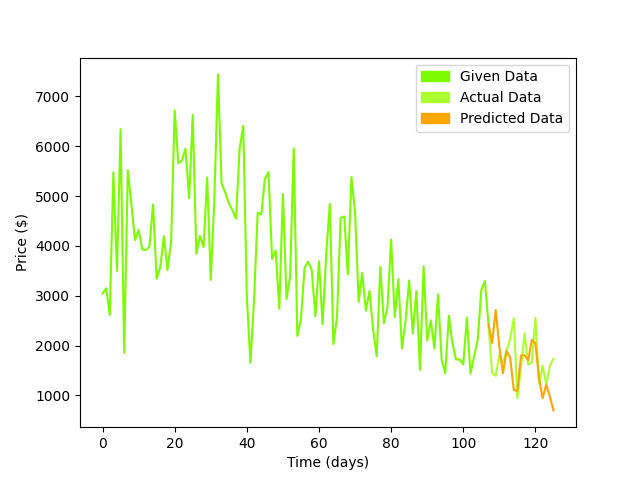 Given Data
Actual Data
Predicted Data
Price ($)
7000
6000
5000
4000
3000
2000
1000
0 20 40 60 80 100 120
Time (days)